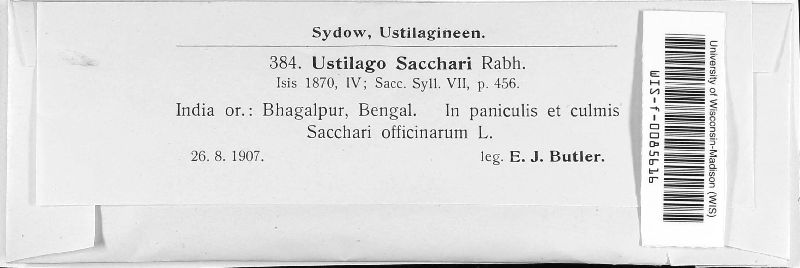 Sydow, Ustilagineen.
384. Ustilago Sacchari Rabh.
Isis 1870, IV; Sacc. Syll. VII, p. 456.
India or.: Bhagalpur, Bengal. In paniculis et culmis
Sacchari officinarum L.
26. 8. 1907. leg. E. J. Butler.
University of Wisconsin-Madison (WIS)
WIS-f-0085616